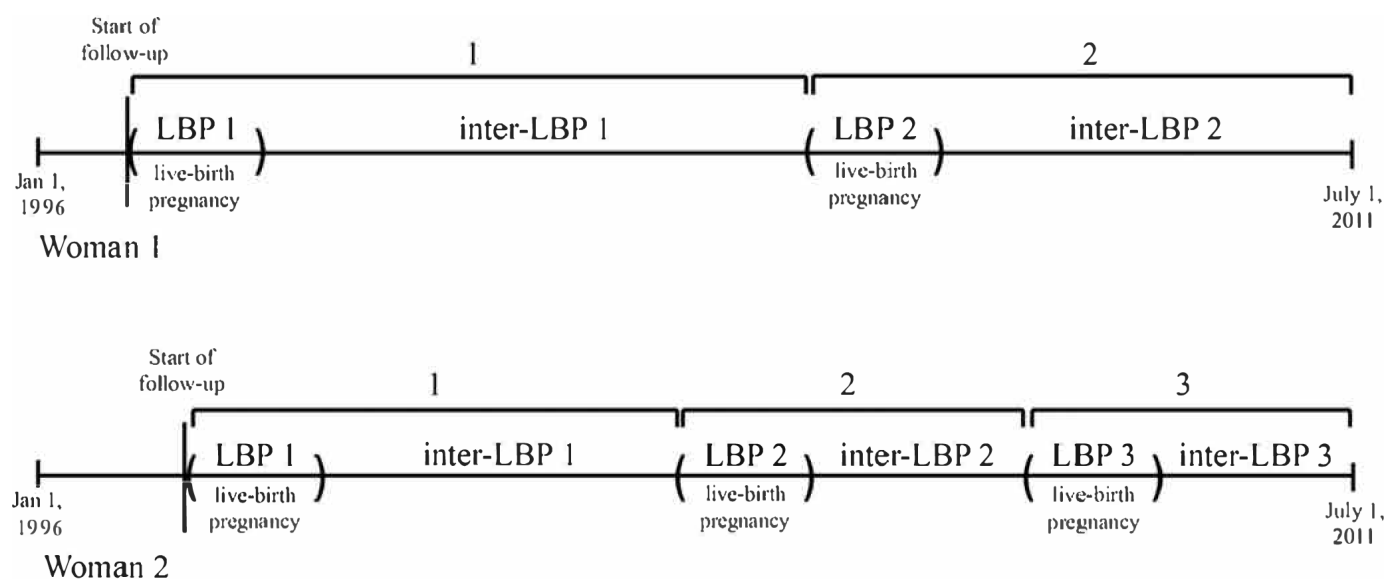 Start of
follow-up
1
2
LBP 1
inter-LBP 1
LBP 2
inter-LBP 2
live-birth
pregnancy
live-birth
pregnancy
Jan 1,
1996
July 1,
2011
Woman 1
Start of
follow-up
1
2
3
LBP 1
inter-LBP 1
LBP 2
inter-LBP 2
LBP 3
inter-LBP 3
live-birth
pregnancy
live-birth
pregnancy
live-birth
pregnancy
Jan 1,
1996
July 1,
2011
Woman 2